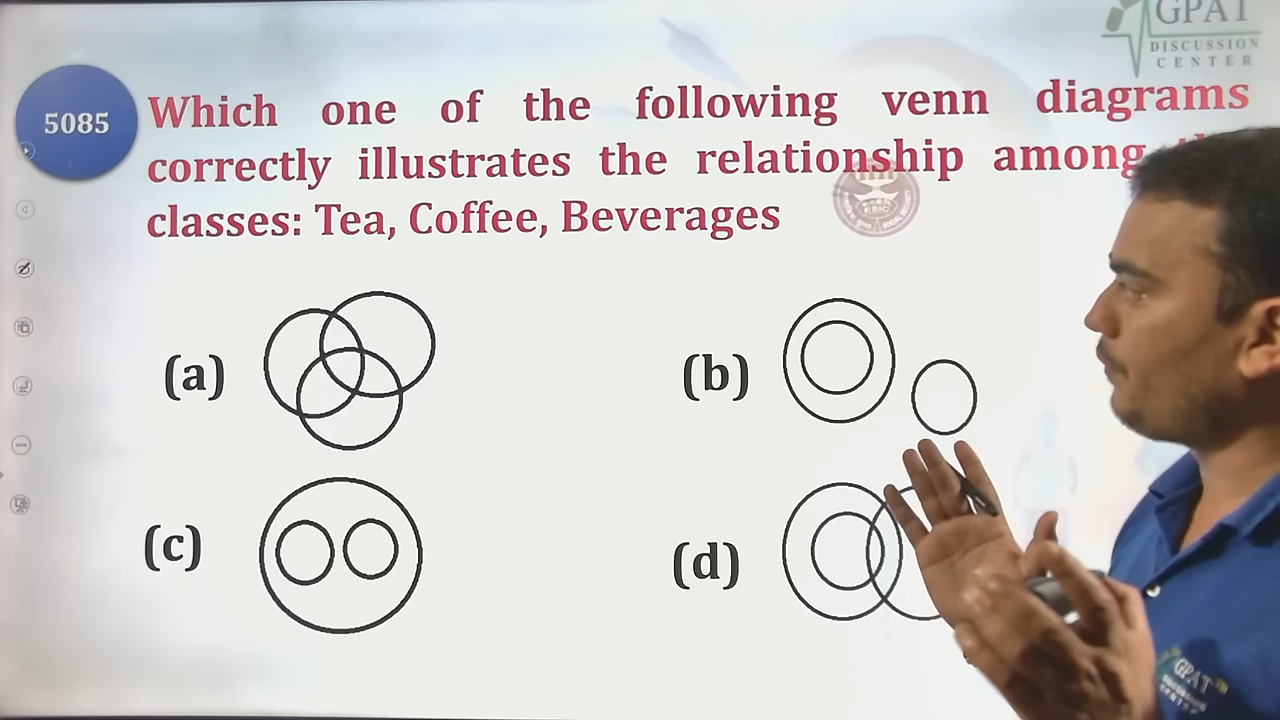 GPAT
DISCUSSION
CENTER
5085
Which one of the following venn diagrams
correctly illustrates the relationship among
classes: Tea, Coffee, Beverages
(a)
(b)
(c)
(d)
GPAT